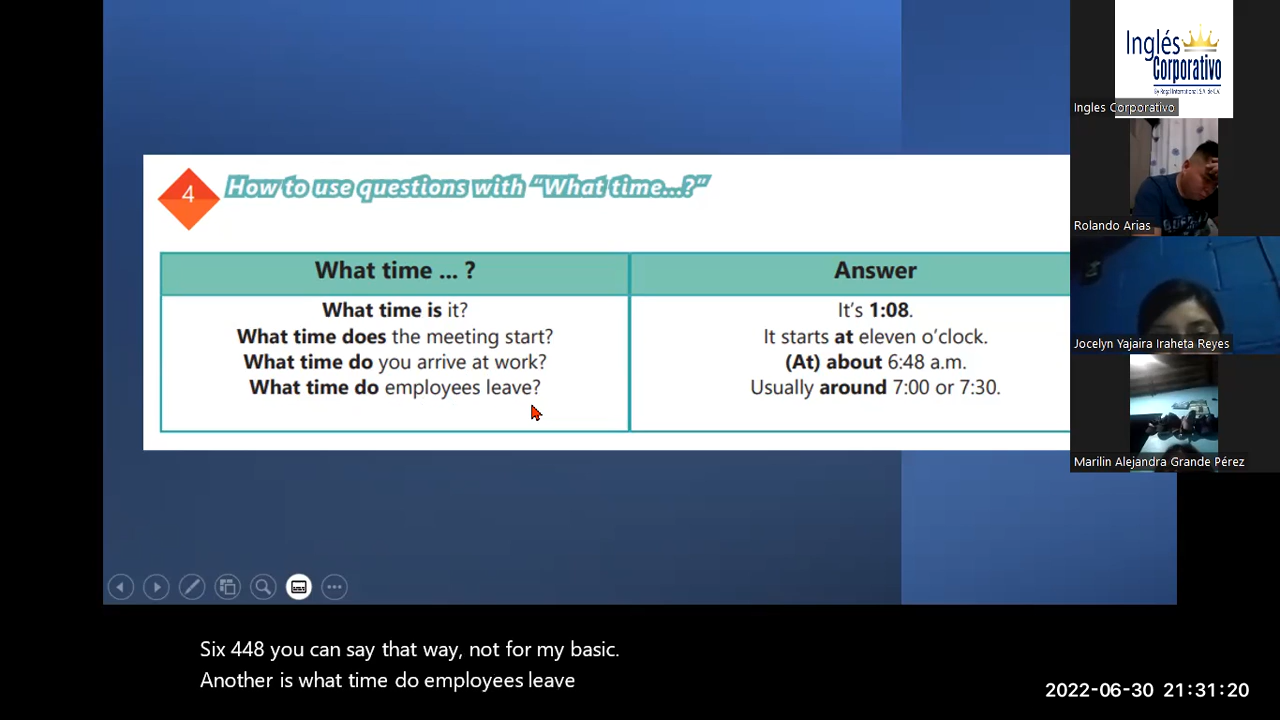 4
How to use questions with “What time...?”
What time ... ?
Answer
What time is it?
It's 1:08.
What time does the meeting start?
It starts at eleven o'clock.
What time do you arrive at work?
(At) about 6:48 a.m.
What time do employees leave?
Usually around 7:00 or 7:30.
Inglés
Corporativo
Ingles Corporativo
Rolando Arias
Jocelyn Yajaira Iraheta Reyes
Marilin Alejandra Grande Pérez
Six 448 you can say that way, not for my basic.
Another is what time do employees leave
2022-06-30 21:31:20